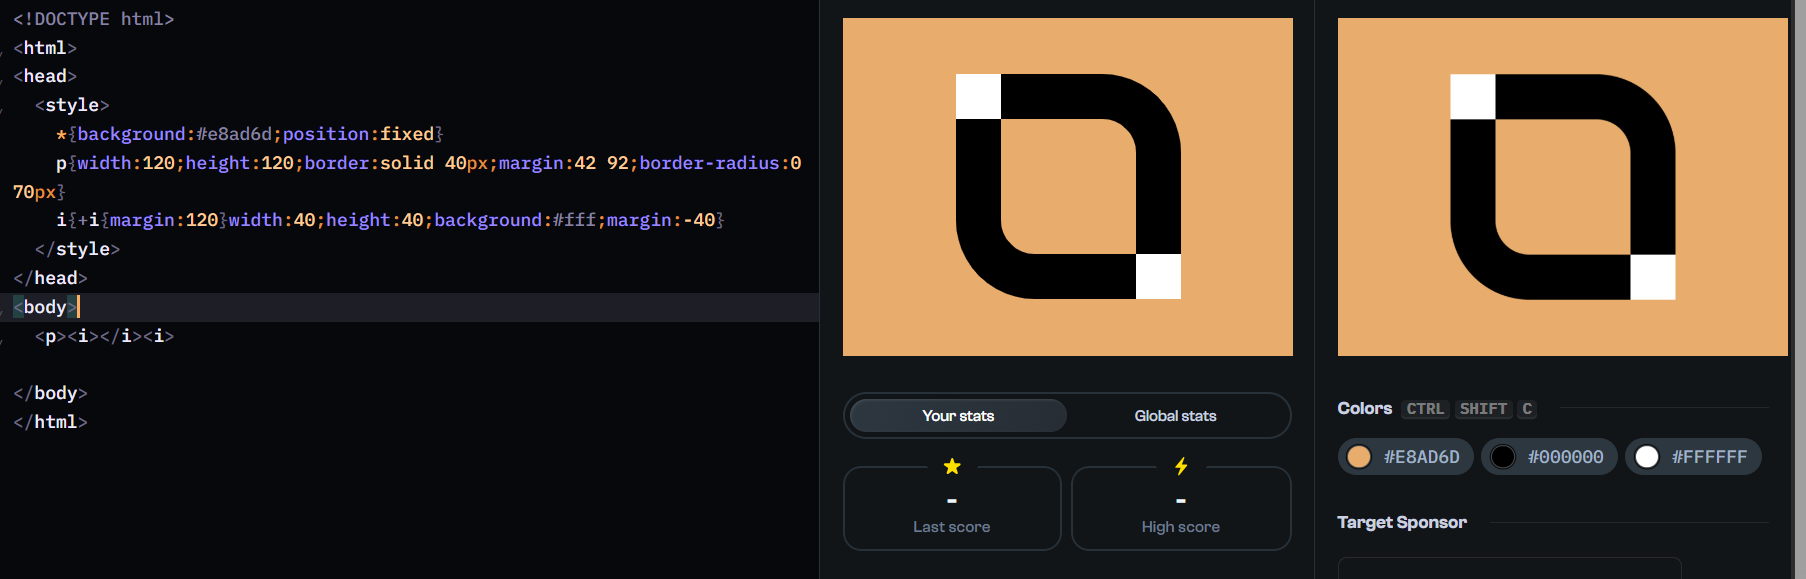 <!DOCTYPE html>
<html>
<head>
<style>
*{background:#e8ad6d;position:fixed}
p{width:120;height:120;border:solid 40px;margin:42 92;border-radius:0
70px}
i{+i{margin:120}width:40;height:40;background:#fff;margin:-40}
</style>
</head>
<body>
<p><i></i><i>
</body>
</html>
Your stats
Global stats
-
Last score
-
High score
Colors CTRL SHIFT C
#E8AD6D
#000000
#FFFFFF
Target Sponsor